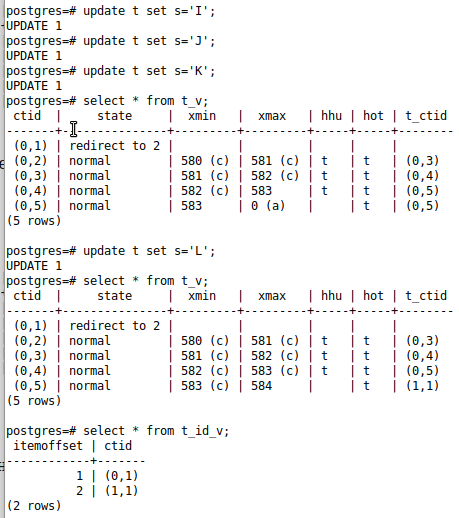 postgres=# update t set s='I';
UPDATE 1
postgres=# update t set s='J';
UPDATE 1
postgres=# update t set s='K';
UPDATE 1
postgres=# select * from t_v;
 ctid  |     state     |  xmin   |  xmax   | hhu | hot | t_ctid
-------+---------------+---------+---------+-----+-----+--------
 (0,1) | redirect to 2 |         |         |     |     |
 (0,2) | normal        | 580 (c) | 581 (c) | t   | t   | (0,3)
 (0,3) | normal        | 581 (c) | 582 (c) | t   | t   | (0,4)
 (0,4) | normal        | 582 (c) | 583     | t   | t   | (0,5)
 (0,5) | normal        | 583     | 0 (a)   |     | t   | (0,5)
(5 rows)
postgres=# update t set s='L';
UPDATE 1
postgres=# select * from t_v;
 ctid  |     state     |  xmin   |  xmax   | hhu | hot | t_ctid
-------+---------------+---------+---------+-----+-----+--------
 (0,1) | redirect to 2 |         |         |     |     |
 (0,2) | normal        | 580 (c) | 581 (c) | t   | t   | (0,3)
 (0,3) | normal        | 581 (c) | 582 (c) | t   | t   | (0,4)
 (0,4) | normal        | 582 (c) | 583 (c) | t   | t   | (0,5)
 (0,5) | normal        | 583 (c) | 584     |     | t   | (1,1)
(5 rows)
postgres=# select * from t_id_v;
 itemoffset | ctid
------------+-------
          1 | (0,1)
          2 | (1,1)
(2 rows)